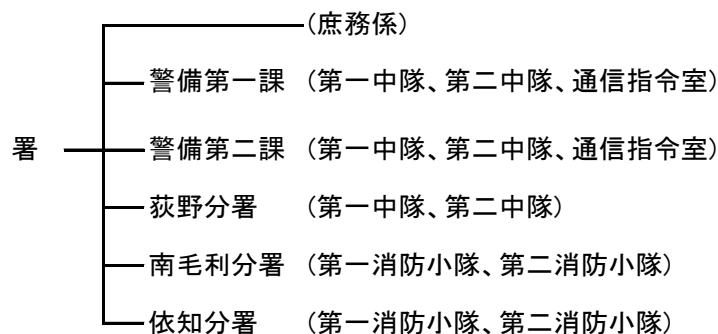 (庶務係)
警備第一課 (第一中隊、第二中隊、通信指令室)
署 警備第二課 (第一中隊、第二中隊、通信指令室)
荻野分署 (第一中隊、第二中隊)
南毛利分署 (第一消防小隊、第二消防小隊)
依知分署 (第一消防小隊、第二消防小隊)